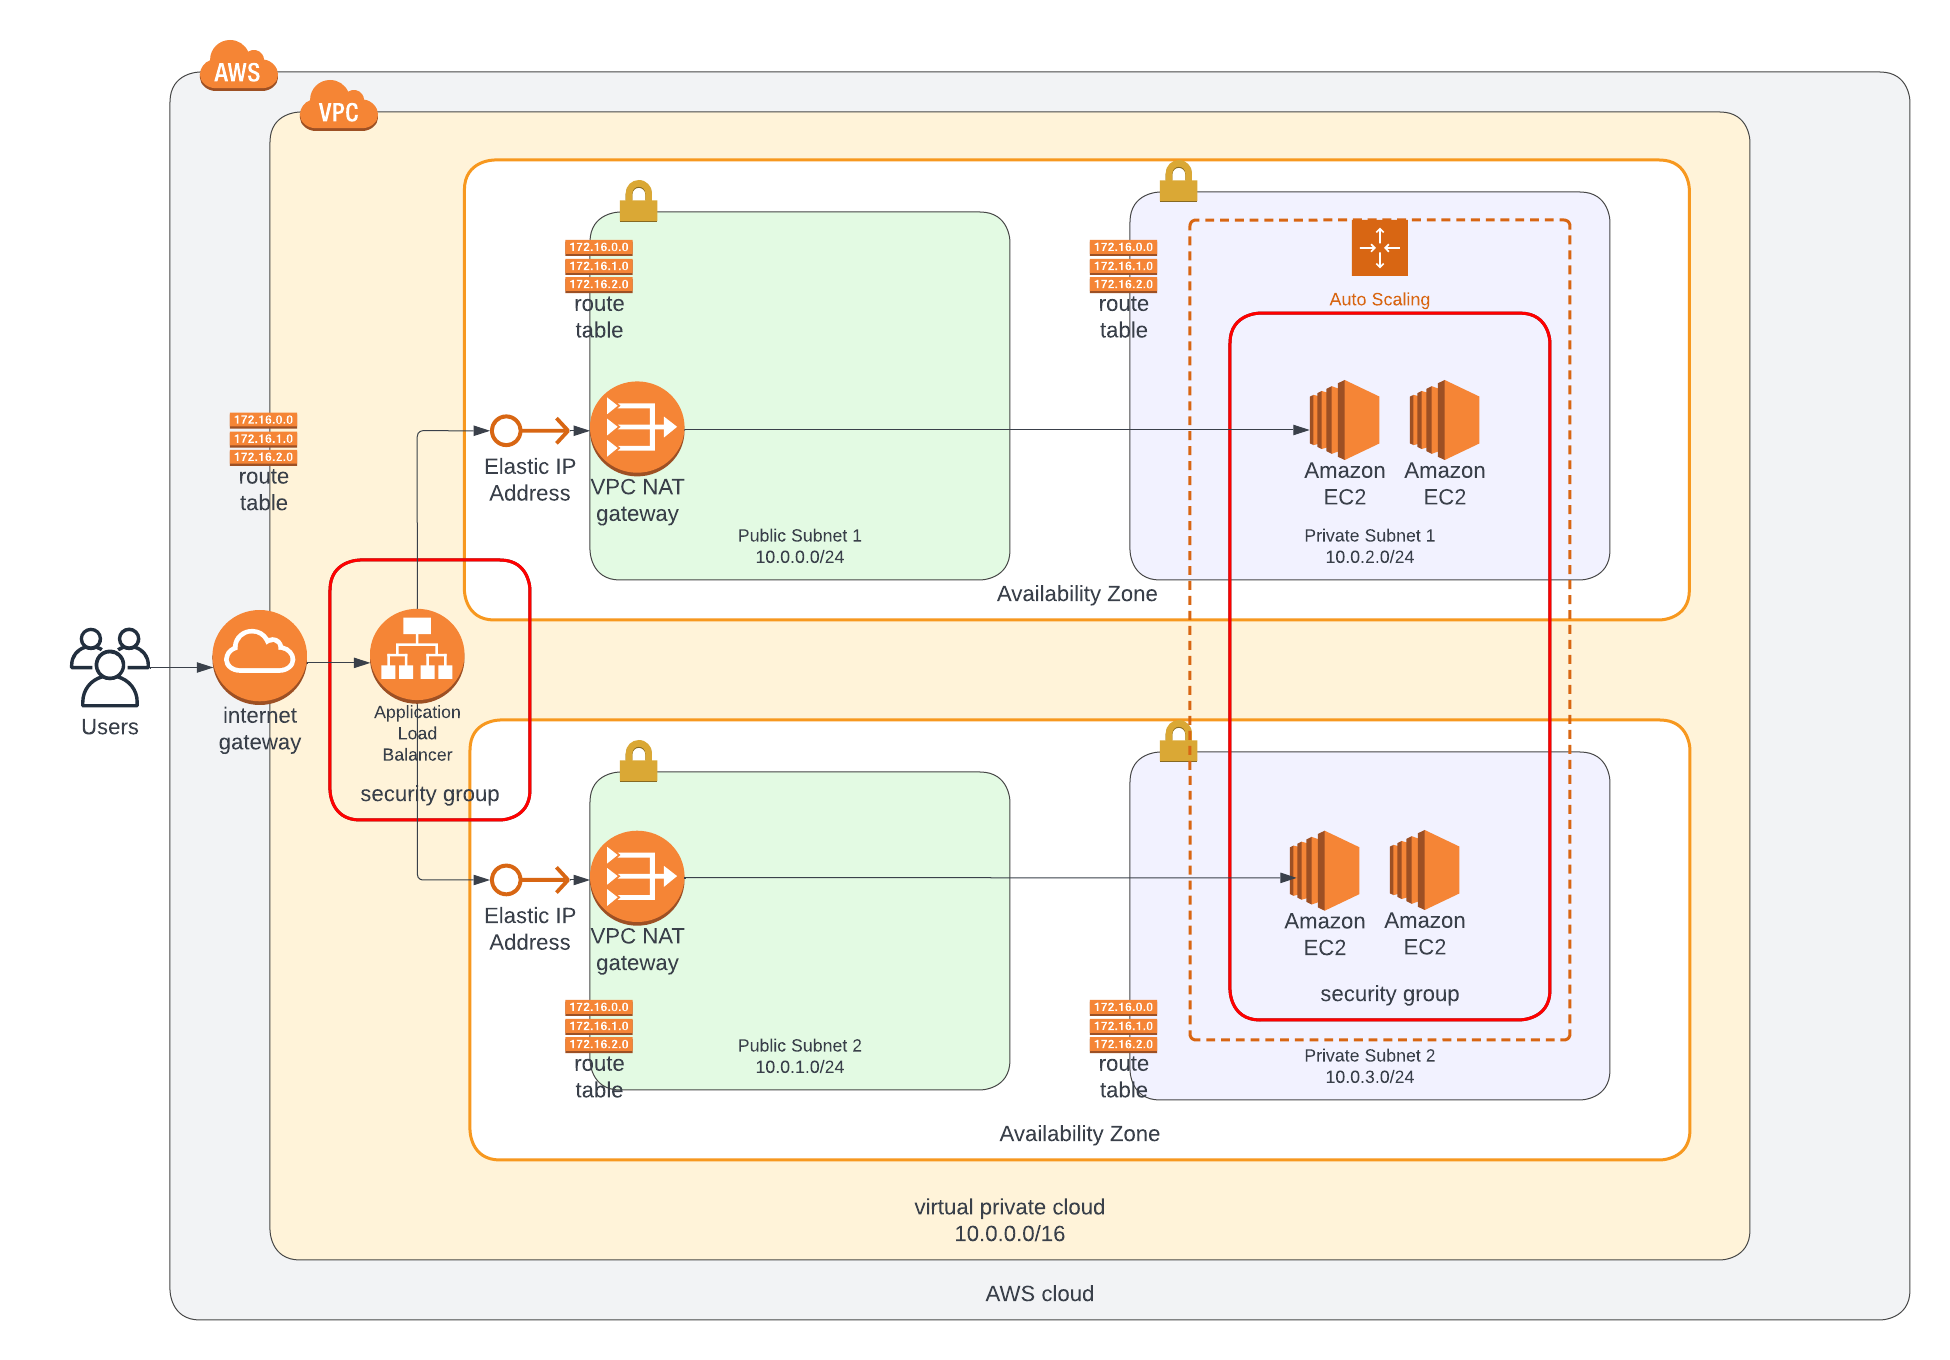 AWS
VPC
172.16.0.0
172.16.1.0
172.16.2.0
route
table
172.16.0.0
172.16.1.0
172.16.2.0
route
table
Auto Scaling
172.16.0.0
172.16.1.0
172.16.2.0
route
table
Elastic IP
Address
VPC NAT
gateway
Amazon
EC2
Amazon
EC2
Public Subnet 1
10.0.0.0/24
Private Subnet 1
10.0.2.0/24
Availability Zone
Users
internet
gateway
Application
Load
Balancer
security group
Elastic IP
Address
VPC NAT
gateway
Amazon
EC2
Amazon
EC2
security group
172.16.0.0
172.16.1.0
172.16.2.0
route
table
Public Subnet 2
10.0.1.0/24
172.16.0.0
172.16.1.0
172.16.2.0
route
table
Private Subnet 2
10.0.3.0/24
Availability Zone
virtual private cloud
10.0.0.0/16
AWS cloud